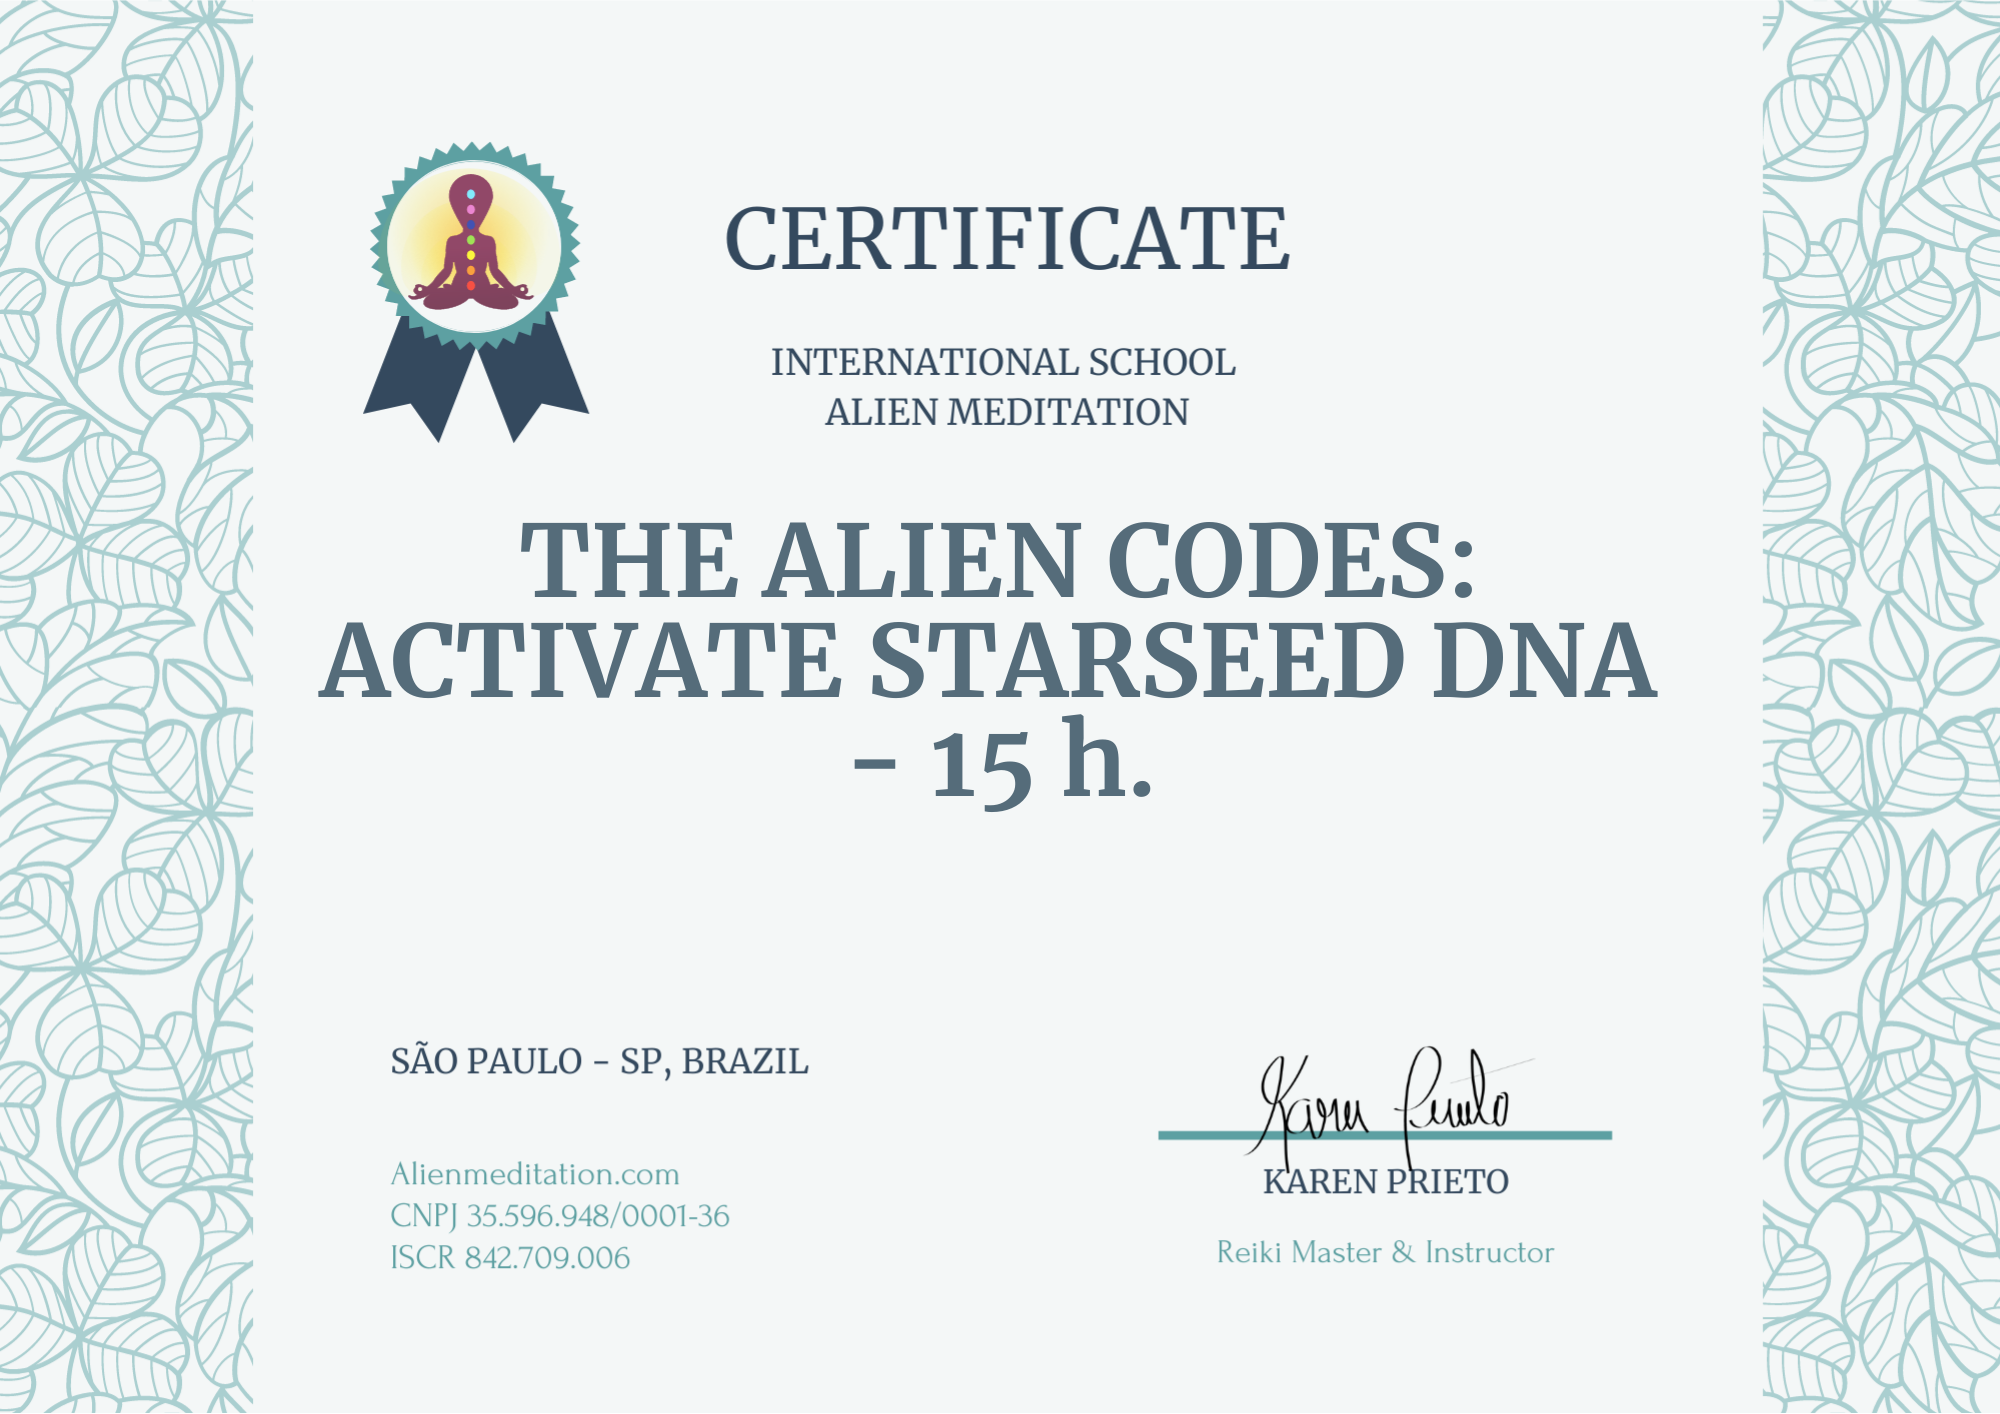 CERTIFICATE
INTERNATIONAL SCHOOL
ALIEN MEDITATION
THE ALIEN CODES:
ACTIVATE STARSEED DNA
- 15 h.
SÃO PAULO - SP, BRAZIL
Alienmeditation.com
CNPJ 35.596.948/0001-36
ISCR 842.709.006
Karen Prieto
KAREN PRIETO
Reiki Master & Instructor